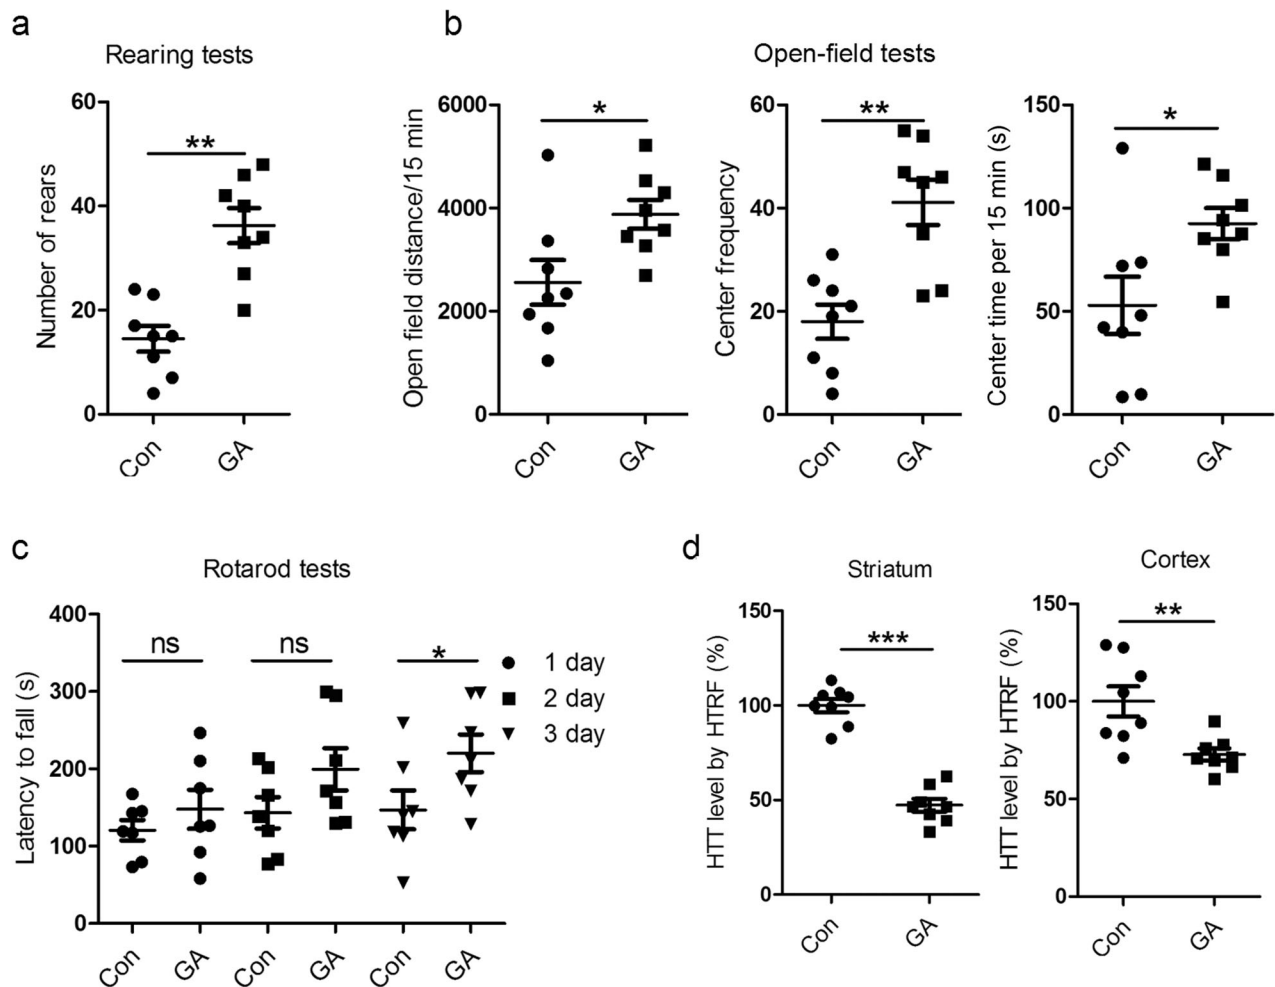 a
Rearing tests
Number of rears
60
40
20
0
**
Con
GA
b
Open-field tests
Open field distance/15 min
6000
4000
2000
0
*
Con
GA
Center frequency
60
40
20
0
**
Con
GA
Center time per 15 min (s)
150
100
50
0
*
Con
GA
c
Rotarod tests
Latency to fall (s)
400
300
200
100
0
ns
ns
*
1 day
2 day
3 day
Con
GA
Con
GA
Con
GA
d
Striatum
HTT level by HTRF (%)
150
100
50
0
***
Con
GA
Cortex
HTT level by HTRF (%)
150
100
50
0
**
Con
GA